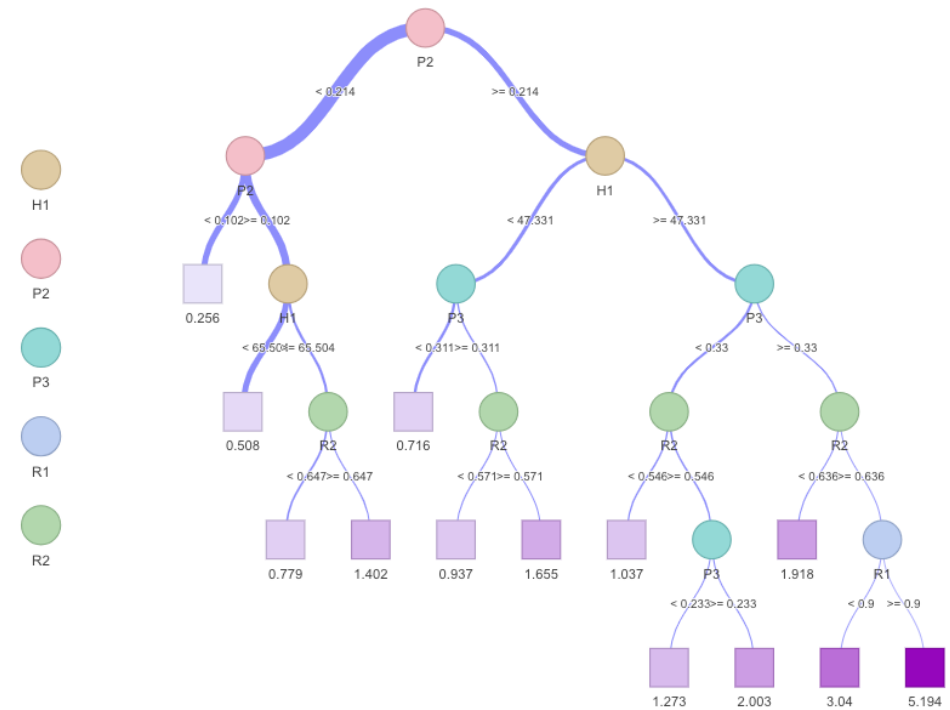 P2
< 0.214 >= 0.214
P2 H1
H1
< 0.102 >= 0.102 < 47.331 >= 47.331
P2
0.256 H1 P3 P3
P3
< 65.504 >= 65.504 < 0.311 >= 0.311 < 0.33 >= 0.33
0.508 R2 0.716 R2 R2 R2
R1
< 0.647 >= 0.647 < 0.571 >= 0.571 < 0.546 >= 0.546 < 0.636 >= 0.636
R2
0.779 1.402 0.937 1.655 1.037 P3 1.918 R1
< 0.233 >= 0.233 < 0.9 >= 0.9
1.273 2.003 3.04 5.194